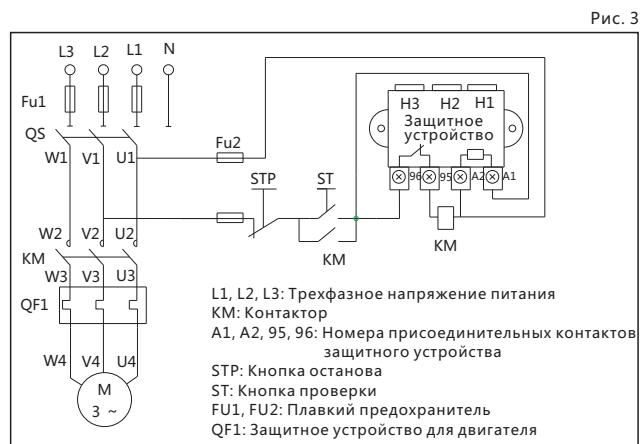 Рис. 3
L3 L2 L1 N
Fu1
H3 H2 H1
Защитное
устройство
QS
Fu2
W1 V1 U1
STP ST
96 95 A2 A1
W2 V2 U2
KM KM
KM
W3 V3 U3
QF1
L1, L2, L3: Трехфазное напряжение питания
KM: Контактор
A1, A2, 95, 96: Номера присоединительных контактов
защитного устройства
W4 V4 U4
STP: Кнопка останова
M
ST: Кнопка проверки
3 ~
FU1, FU2: Плавкий предохранитель
QF1: Защитное устройство для двигателя